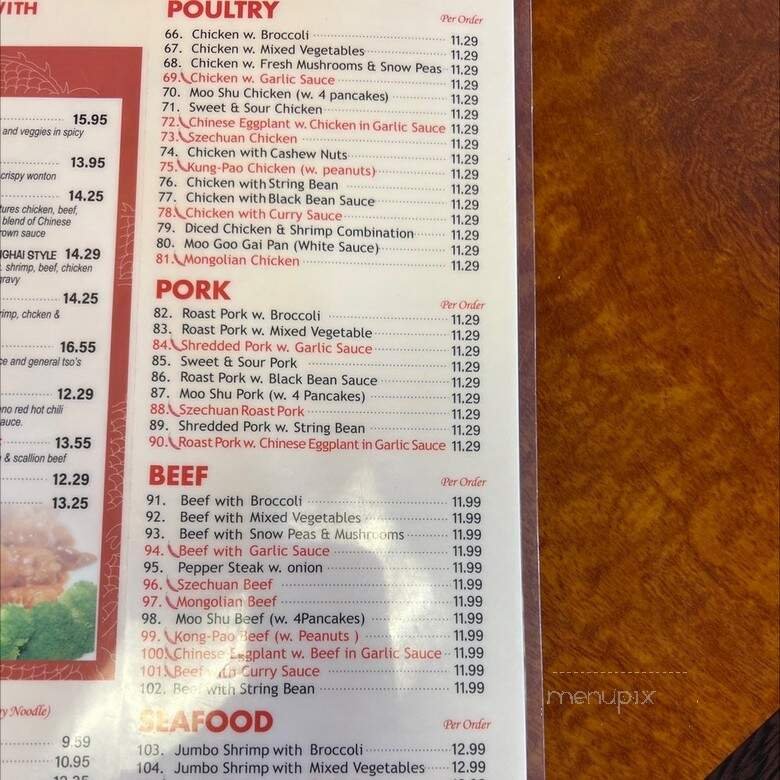 WITH
15.95
and veggies in spicy
13.95
crispy wonton
14.25
tures chicken, beef,
blend of Chinese
rown sauce
NGHAI STYLE 14.29
shrimp, beef, chicken
gravy
14.25
rimp, chcken &
16.55
ce and general tso's
12.29
no red hot chili
auce.
13.55
& scallion beef
12.29
13.25
y Noodle)
9.59
10.95
POULTRY
Per Order
66. Chicken w. Broccoli 11.29
67. Chicken w. Mixed Vegetables 11.29
68. Chicken w. Fresh Mushrooms & Snow Peas 11.29
69. Chicken w. Garlic Sauce 11.29
70. Moo Shu Chicken (w. 4 pancakes) 11.29
71. Sweet & Sour Chicken 11.29
72. Chinese Eggplant w. Chicken in Garlic Sauce 11.29
73. Szechuan Chicken 11.29
74. Chicken with Cashew Nuts 11.29
75. Kung-Pao Chicken (w. peanuts) 11.29
76. Chicken with String Bean 11.29
77. Chicken with Black Bean Sauce 11.29
78. Chicken with Curry Sauce 11.29
79. Diced Chicken & Shrimp Combination 11.29
80. Moo Goo Gai Pan (White Sauce) 11.29
81. Mongolian Chicken 11.29
PORK
Per Order
82. Roast Pork w. Broccoli 11.29
83. Roast Pork w. Mixed Vegetable 11.29
84. Shredded Pork w. Garlic Sauce 11.29
85. Sweet & Sour Pork 11.29
86. Roast Pork w. Black Bean Sauce 11.29
87. Moo Shu Pork (w. 4 Pancakes) 11.29
88. Szechuan Roast Pork 11.29
89. Shredded Pork w. String Bean 11.29
90. Roast Pork w. Chinese Eggplant in Garlic Sauce 11.29
BEEF
Per Order
91. Beef with Broccoli 11.99
92. Beef with Mixed Vegetables 11.99
93. Beef with Snow Peas & Mushrooms 11.99
94. Beef with Garlic Sauce 11.99
95. Pepper Steak w. onion 11.99
96. Szechuan Beef 11.99
97. Mongolian Beef 11.99
98. Moo Shu Beef (w. 4Pancakes) 11.99
99. Kong-Pao Beef (w. Peanuts ) 11.99
100. Chinese Eggplant w. Beef in Garlic Sauce 11.99
101. Beef with Curry Sauce 11.99
102. Beef with String Bean 11.99
SEAFOOD
Per Order
103. Jumbo Shrimp with Broccoli 12.99
104. Jumbo Shrimp with Mixed Vegetables 12.99
menupix